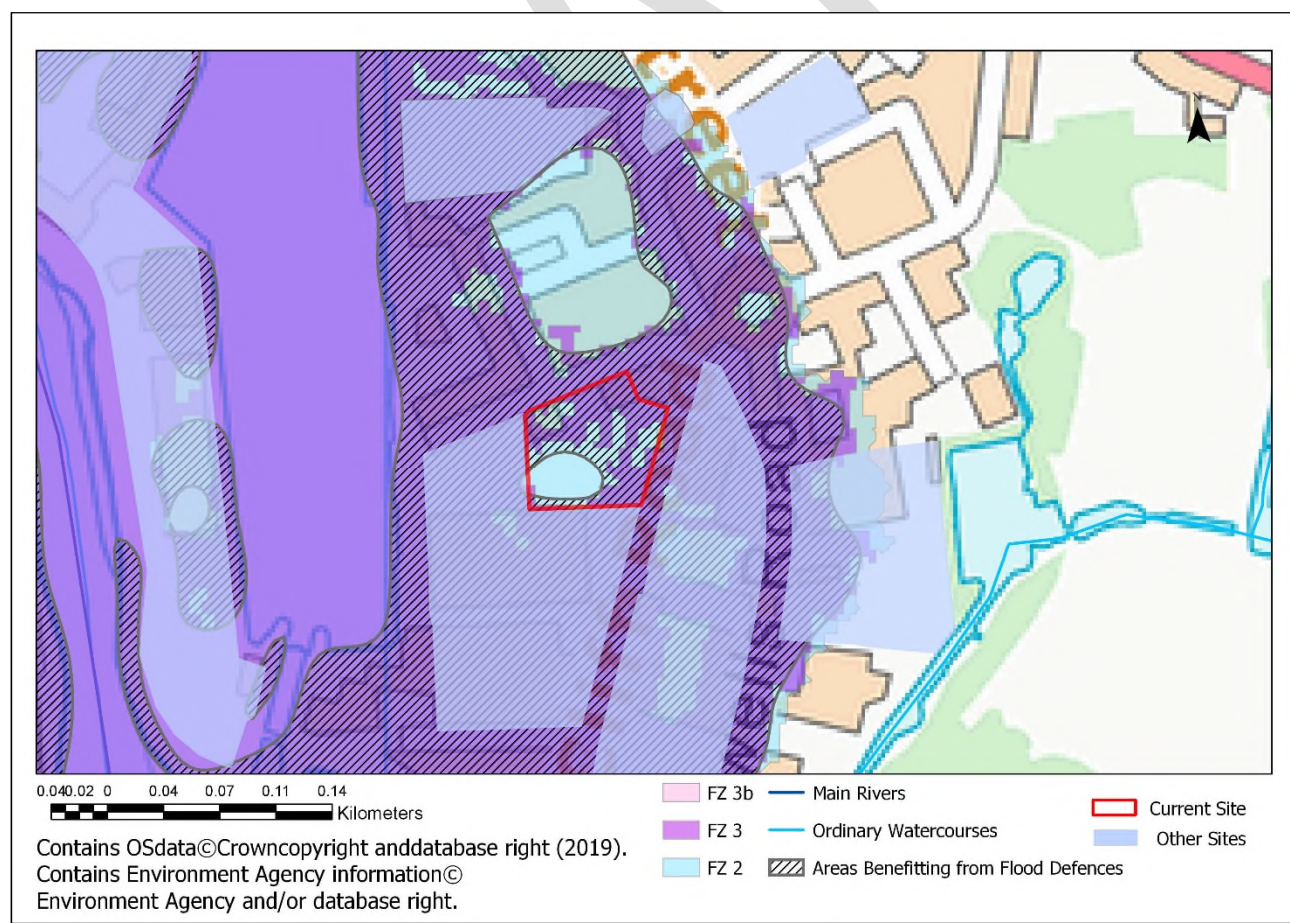 Wells Road
0.04 0.02 0 0.04 0.07 0.11 0.14
Kilometers
Contains OSdata©Crowncopyright anddatabase right (2019).
Contains Environment Agency information©
Environment Agency and/or database right.
FZ 3b
FZ 3
FZ 2
Main Rivers
Ordinary Watercourses
Areas Benefitting from Flood Defences
Current Site
Other Sites